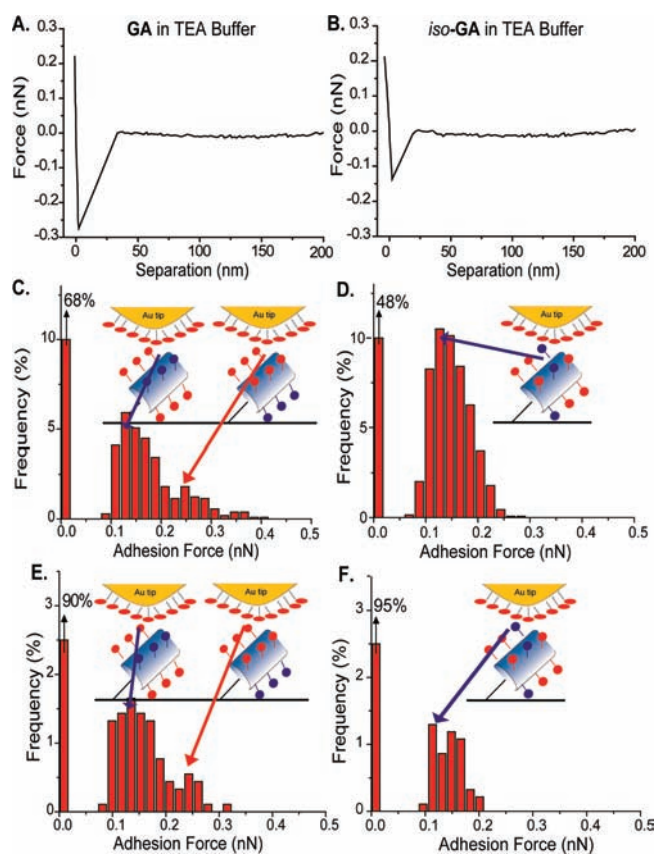 A. GA in TEA Buffer
0.3
0.2
0.1
0.0
-0.1
-0.2
-0.3
Force (nN)
0 50 100 150 200
Separation (nm)
B. iso-GA in TEA Buffer
0.3
0.2
0.1
0.0
-0.1
-0.2
-0.3
Force (nN)
0 50 100 150 200
Separation (nm)
C.
68%
Au tip
Au tip
10
5
0
Frequency (%)
0.0 0.1 0.2 0.3 0.4 0.5
Adhesion Force (nN)
D.
48%
Au tip
10
5
0
Frequency (%)
0.0 0.1 0.2 0.3 0.4 0.5
Adhesion Force (nN)
E.
90%
Au tip
Au tip
3
2
1
0
Frequency (%)
0.0 0.1 0.2 0.3 0.4 0.5
Adhesion Force (nN)
F.
95%
Au tip
3
2
1
0
Frequency (%)
0.0 0.1 0.2 0.3 0.4 0.5
Adhesion Force (nN)